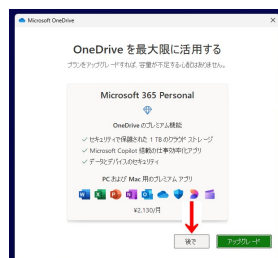 Microsoft OneDrive
OneDrive を最大限に活用する
プランをアップグレードすれば、容量が不足する心配はありません。
Microsoft 365 Personal
OneDrive のプレミアム機能
セキュリティで保護された 1 TB のクラウド ストレージ
Microsoft Copilot 搭載の仕事効率化アプリ
データとデバイスのセキュリティ
PC および Mac 用のプレミアム アプリ
¥2,130/月
後で
アップグレード